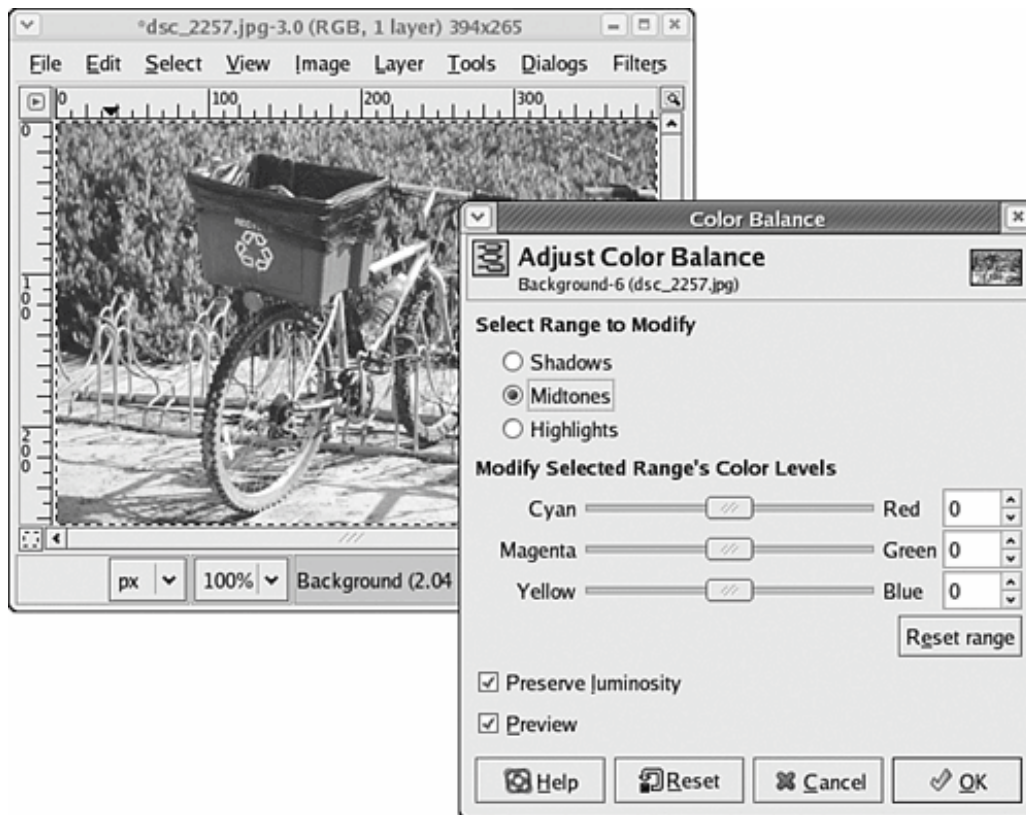 *dsc_2257.jpg-3.0 (RGB, 1 layer) 394x265
File Edit Select View Image Layer Tools Dialogs Filters
0 100 200 300
0
100
200
px 100% Background (2.04
Color Balance
Adjust Color Balance
Background-6 (dsc_2257.jpg)
Select Range to Modify
Shadows
Midtones
Highlights
Modify Selected Range's Color Levels
Cyan Red 0
Magenta Green 0
Yellow Blue 0
Reset range
Preserve luminosity
Preview
Help Reset Cancel OK